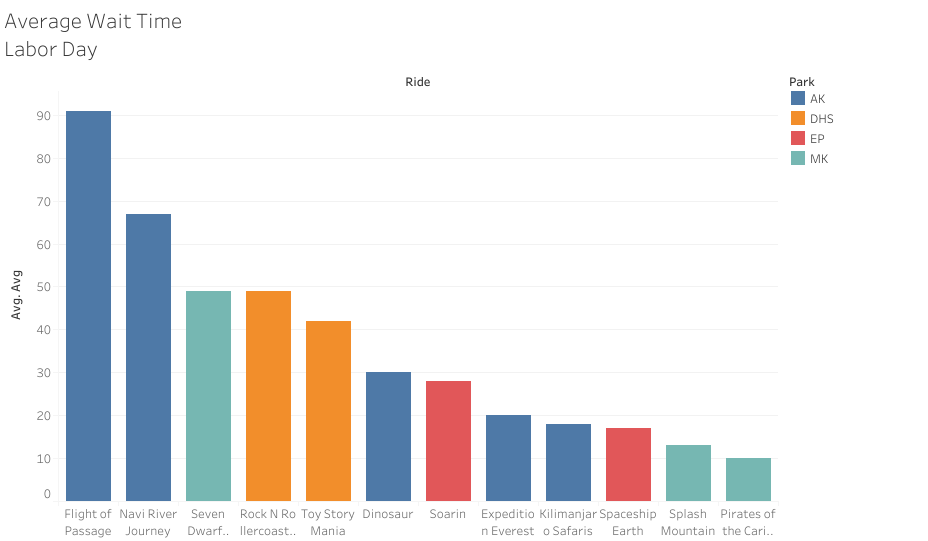 Average Wait Time
Labor Day
Ride
Park
AK
DHS
EP
MK
Avg. Avg
90
80
70
60
50
40
30
20
10
0
Flight of
Passage
Navi River
Journey
Seven
Dwarf..
Rock N Ro
llercoast..
Toy Story
Mania
Dinosaur
Soarin
Expeditio
n Everest
Kilimanjar
o Safaris
Spaceship
Earth
Splash
Mountain
Pirates of
the Cari..